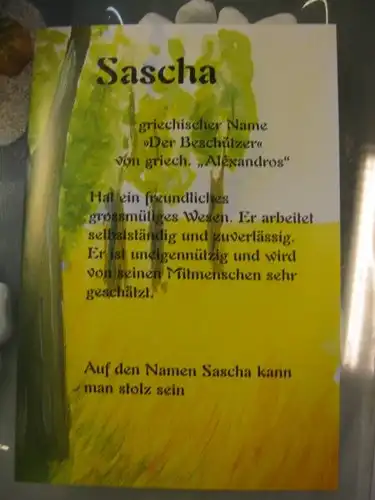 Sascha
griechischer Name
»Der Beschützer«
von griech. „Aléxandros“
Hat ein freundliches
grossmütiges Wesen. Er arbeitet
selbstständig und zuverlässig.
Er ist uneigennützig und wird
von seinen Mitmenschen sehr
geschätzt.
Auf den Namen Sascha kann
man stolz sein